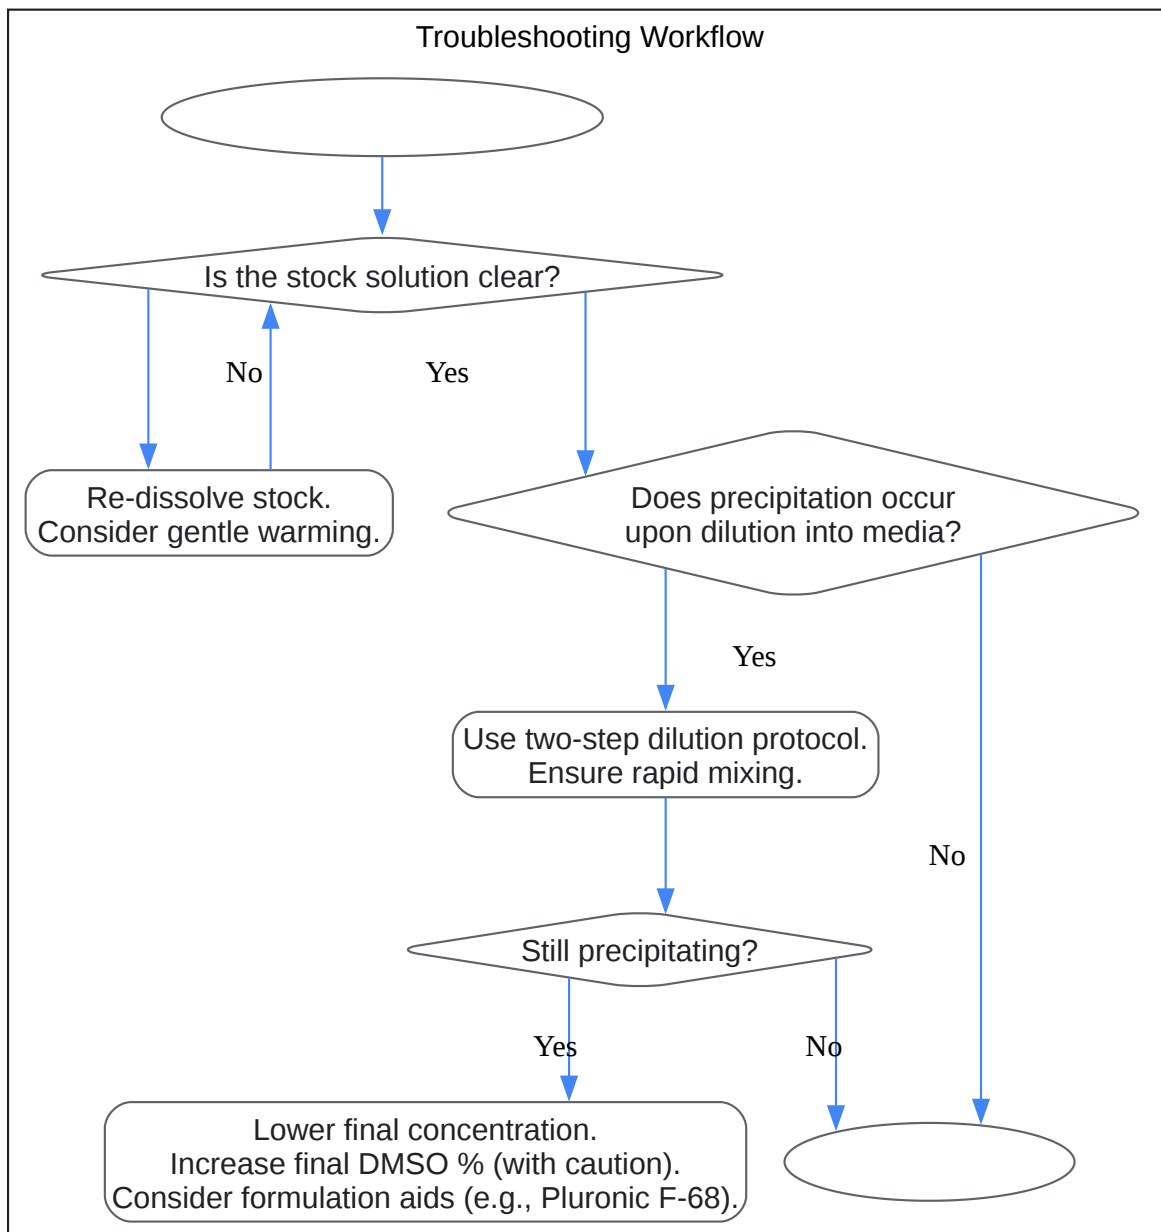 Troubleshooting Workflow
Is the stock solution clear?
No
Yes
Re-dissolve stock.
Consider gentle warming.
Does precipitation occur
upon dilution into media?
Yes
Use two-step dilution protocol.
Ensure rapid mixing.
No
Still precipitating?
Yes
No
Lower final concentration.
Increase final DMSO % (with caution).
Consider formulation aids (e.g., Pluronic F-68).